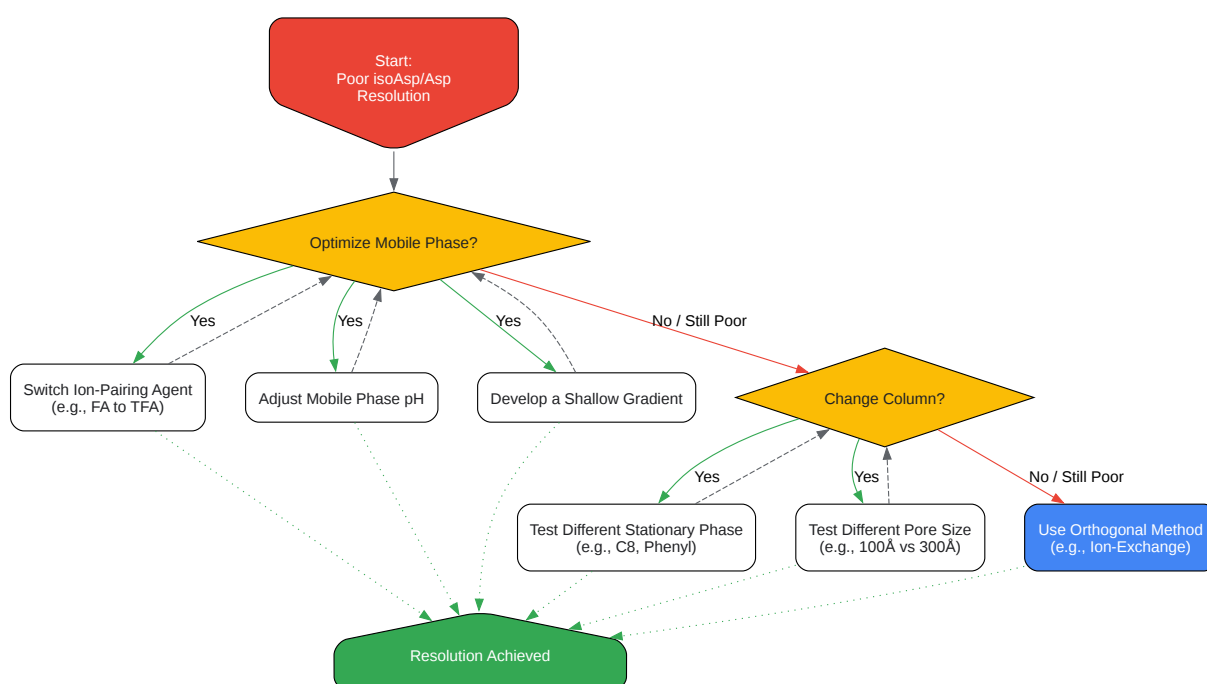 Start:
Poor isoAsp/Asp
Resolution
Optimize Mobile Phase?
Yes
Yes
Yes
No / Still Poor
Switch Ion-Pairing Agent
(e.g., FA to TFA)
Adjust Mobile Phase pH
Develop a Shallow Gradient
Change Column?
Yes
Yes
No / Still Poor
Test Different Stationary Phase
(e.g., C8, Phenyl)
Test Different Pore Size
(e.g., 100Å vs 300Å)
Use Orthogonal Method
(e.g., Ion-Exchange)
Resolution Achieved